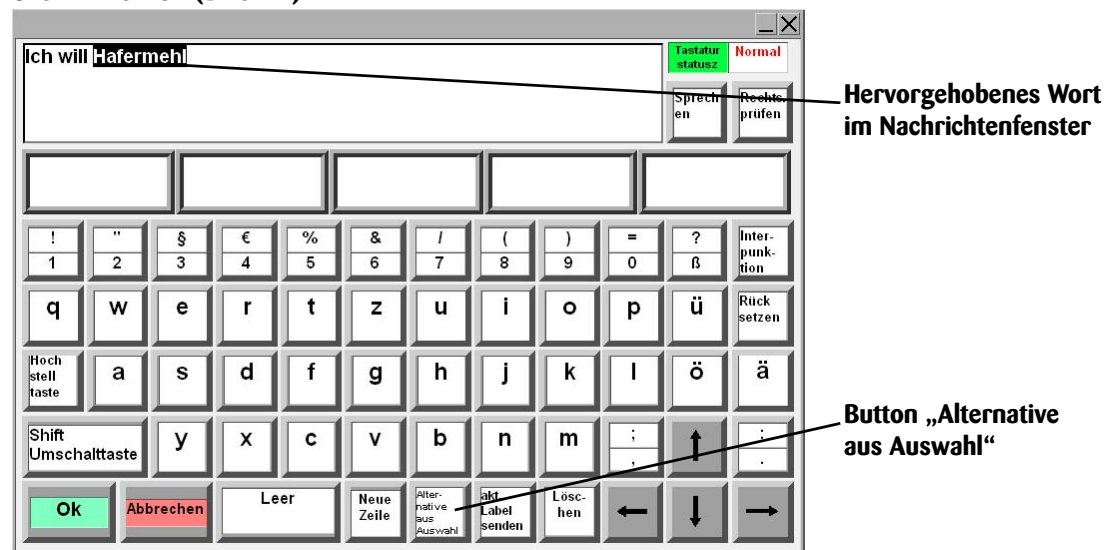 Ich will Hafermehl
Tastatur
statusz
Normal
Sprech
en
Rechts.
prüfen
Hervorgehobenes Wort
im Nachrichtenfenster
! " § € % & / ( ) = ?
1 2 3 4 5 6 7 8 9 0 ß
Inter-
punk-
tion
q w e r t z u i o p ü
Rück
setzen
Hoch
stell
taste
a s d f g h j k l ö ä
Shift
Umschalttaste
y x c v b n m
;
,
:
.
Button „Alternative
aus Auswahl“
Ok
Abbrechen
Leer
Neue
Zeile
Alter-
native
aus
Auswahl
akt.
Label
senden
Lösc-
hen